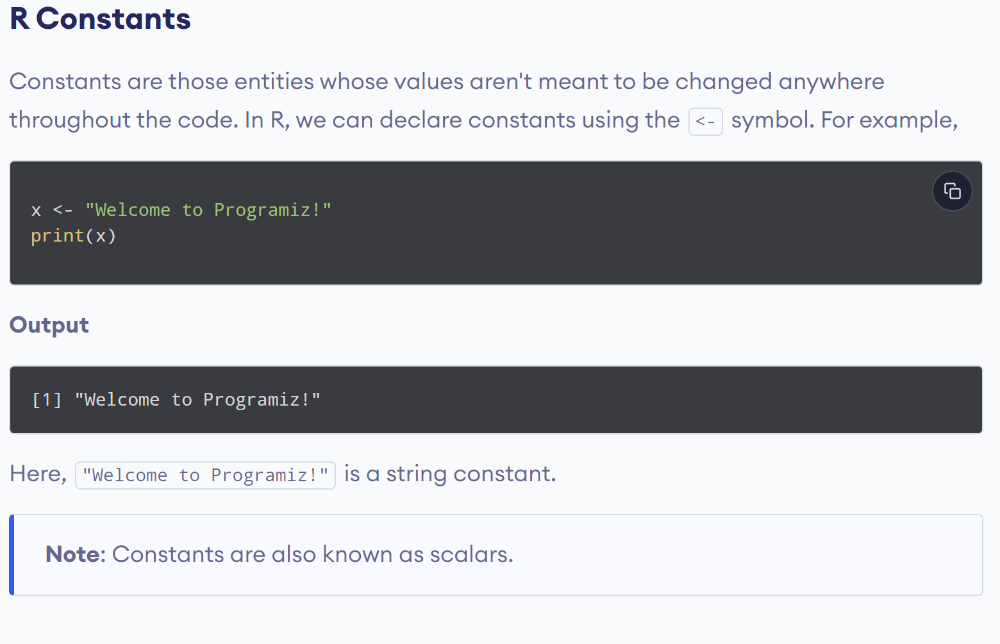 R Constants
Constants are those entities whose values aren't meant to be changed anywhere
throughout the code. In R, we can declare constants using the <- symbol. For example,
x <- "Welcome to Programiz!"
print(x)
Output
[1] "Welcome to Programiz!"
Here, "Welcome to Programiz!" is a string constant.
Note: Constants are also known as scalars.